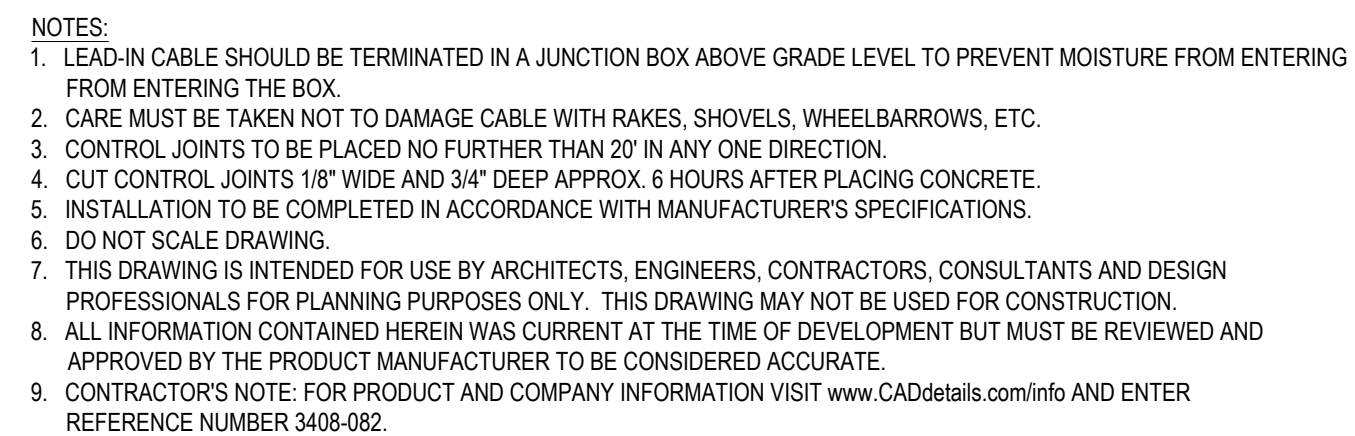 NOTES:
1. LEAD-IN CABLE SHOULD BE TERMINATED IN A JUNCTION BOX ABOVE GRADE LEVEL TO PREVENT MOISTURE FROM ENTERING
FROM ENTERING THE BOX.
2. CARE MUST BE TAKEN NOT TO DAMAGE CABLE WITH RAKES, SHOVELS, WHEELBARROWS, ETC.
3. CONTROL JOINTS TO BE PLACED NO FURTHER THAN 20' IN ANY ONE DIRECTION.
4. CUT CONTROL JOINTS 1/8" WIDE AND 3/4" DEEP APPROX. 6 HOURS AFTER PLACING CONCRETE.
5. INSTALLATION TO BE COMPLETED IN ACCORDANCE WITH MANUFACTURER'S SPECIFICATIONS.
6. DO NOT SCALE DRAWING.
7. THIS DRAWING IS INTENDED FOR USE BY ARCHITECTS, ENGINEERS, CONTRACTORS, CONSULTANTS AND DESIGN
PROFESSIONALS FOR PLANNING PURPOSES ONLY. THIS DRAWING MAY NOT BE USED FOR CONSTRUCTION.
8. ALL INFORMATION CONTAINED HEREIN WAS CURRENT AT THE TIME OF DEVELOPMENT BUT MUST BE REVIEWED AND
APPROVED BY THE PRODUCT MANUFACTURER TO BE CONSIDERED ACCURATE.
9. CONTRACTOR'S NOTE: FOR PRODUCT AND COMPANY INFORMATION VISIT www.CADdetails.com/info AND ENTER
REFERENCE NUMBER 3408-082.